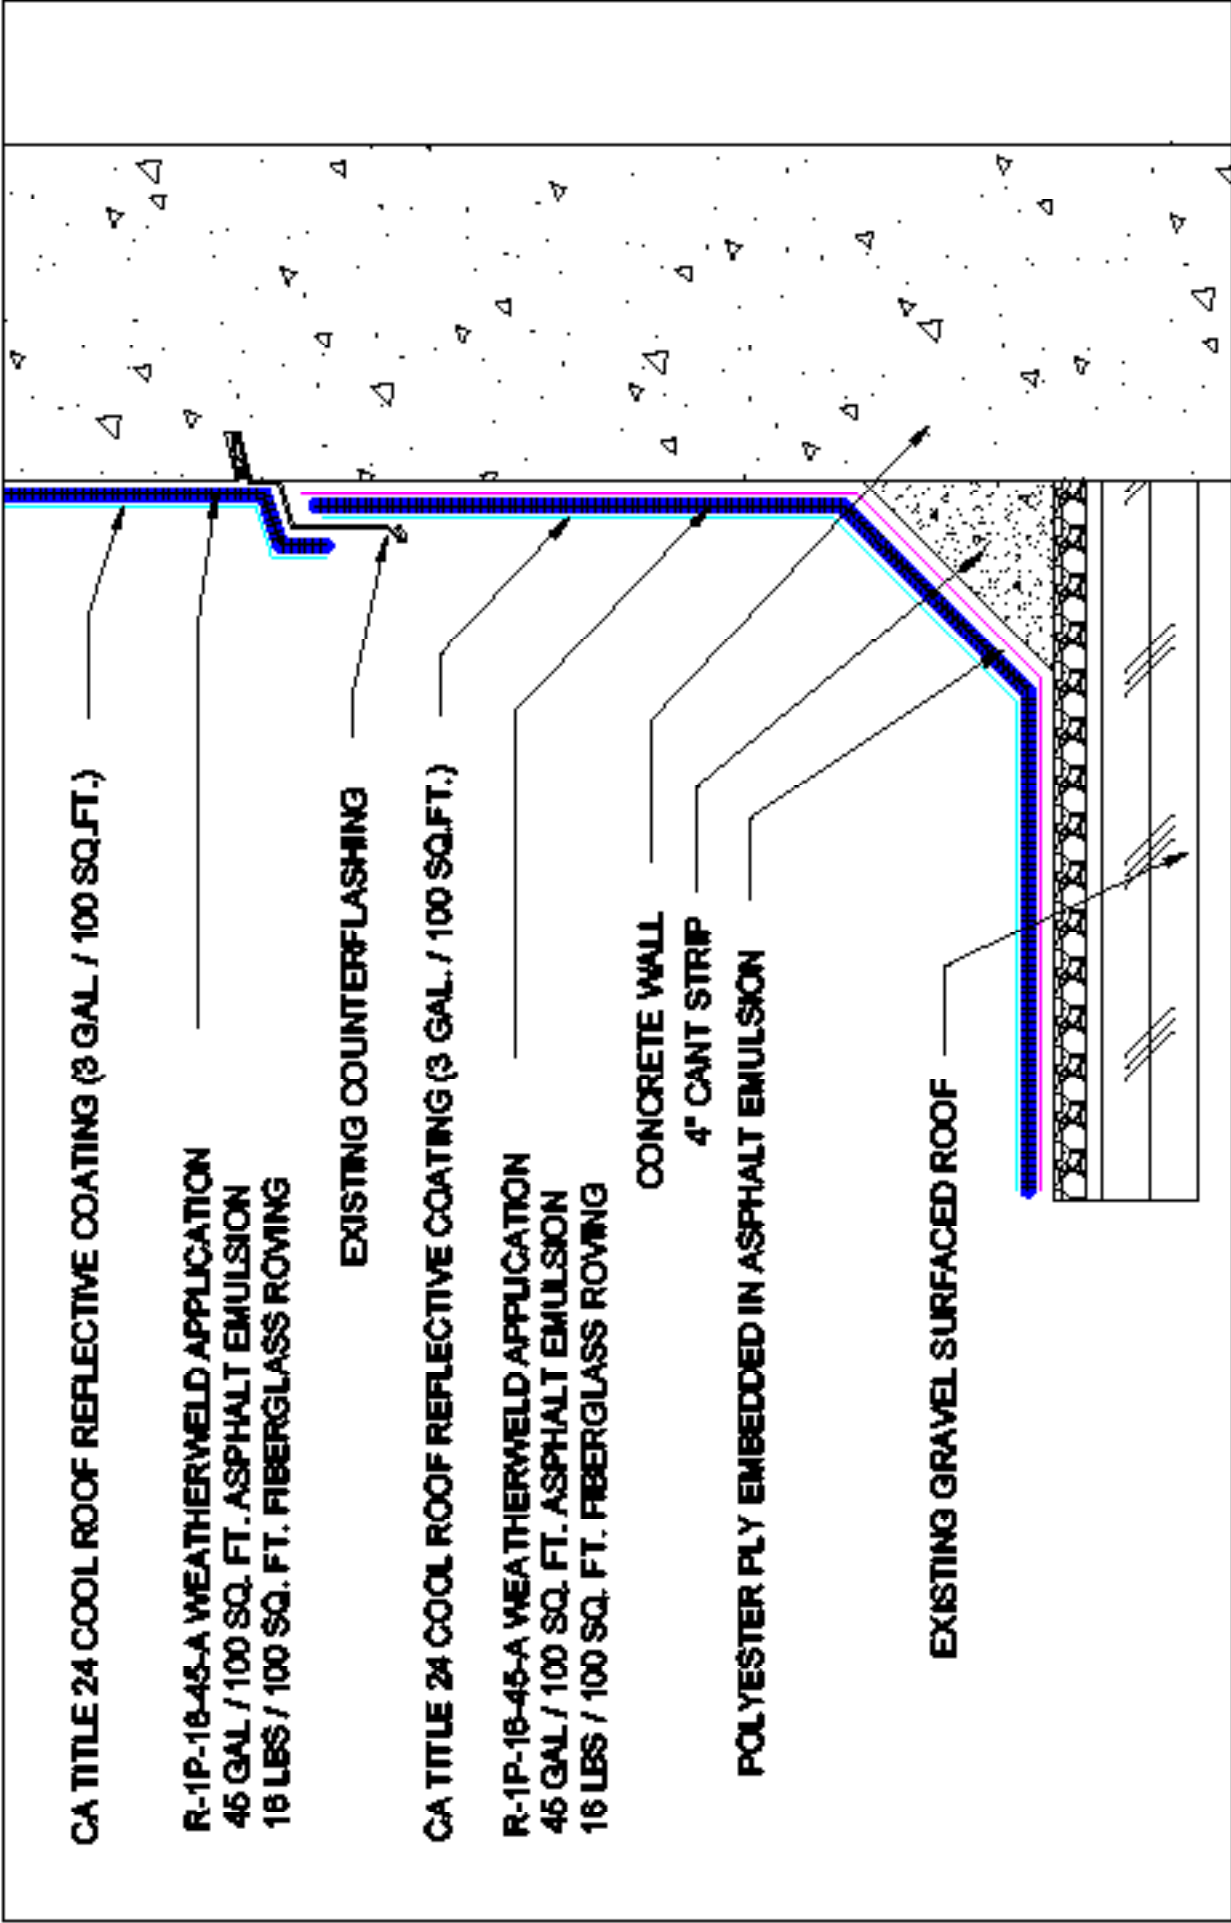 CA TITLE 24 COOL ROOF REFLECTIVE COATING (3 GAL. / 100 SQ.FT.)
R-1P-16-45-A WEATHERWELD APPLICATION
45 GAL / 100 SQ. FT. ASPHALT EMULSION
16 LBS / 100 SQ. FT. FIBERGLASS ROVING
EXISTING COUNTERFLASHING
CA TITLE 24 COOL ROOF REFLECTIVE COATING (3 GAL. / 100 SQ.FT.)
R-1P-16-45-A WEATHERWELD APPLICATION
45 GAL / 100 SQ. FT. ASPHALT EMULSION
16 LBS / 100 SQ. FT. FIBERGLASS ROVING
CONCRETE WALL
4" CANT STRIP
POLYESTER PLY EMBEDDED IN ASPHALT EMULSION
EXISTING GRAVEL SURFACED ROOF